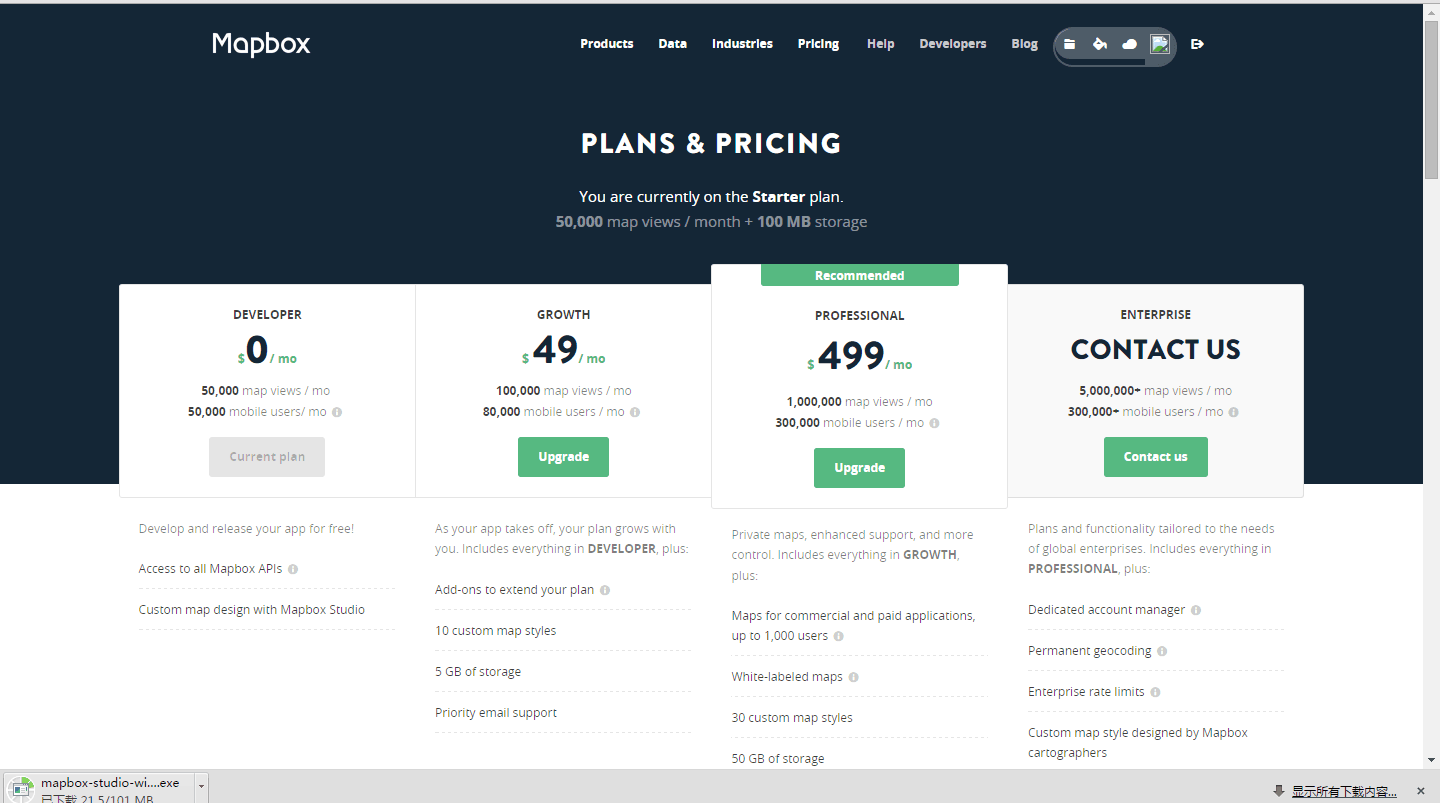 Mapbox
Products Data Industries Pricing Help Developers Blog
PLANS & PRICING
You are currently on the Starter plan.
50,000 map views / month + 100 MB storage
DEVELOPER
$0/ mo
50,000 map views / mo
50,000 mobile users/ mo
Current plan
Develop and release your app for free!
Access to all Mapbox APIs
Custom map design with Mapbox Studio
GROWTH
$49/ mo
100,000 map views / mo
80,000 mobile users / mo
Upgrade
As your app takes off, your plan grows with
you. Includes everything in DEVELOPER, plus:
Add-ons to extend your plan
10 custom map styles
5 GB of storage
Priority email support
Recommended
PROFESSIONAL
$499/ mo
1,000,000 map views / mo
300,000 mobile users / mo
Upgrade
Private maps, enhanced support, and more
control. Includes everything in GROWTH,
plus:
Maps for commercial and paid applications,
up to 1,000 users
White-labeled maps
30 custom map styles
50 GB of storage
ENTERPRISE
CONTACT US
5,000,000+ map views / mo
300,000+ mobile users / mo
Contact us
Plans and functionality tailored to the needs
of global enterprises. Includes everything in
PROFESSIONAL, plus:
Dedicated account manager
Permanent geocoding
Enterprise rate limits
Custom map style designed by Mapbox
cartographers
mapbox-studio-wi....exe
已下载 21.5/101 MB
显示所有下载内容...